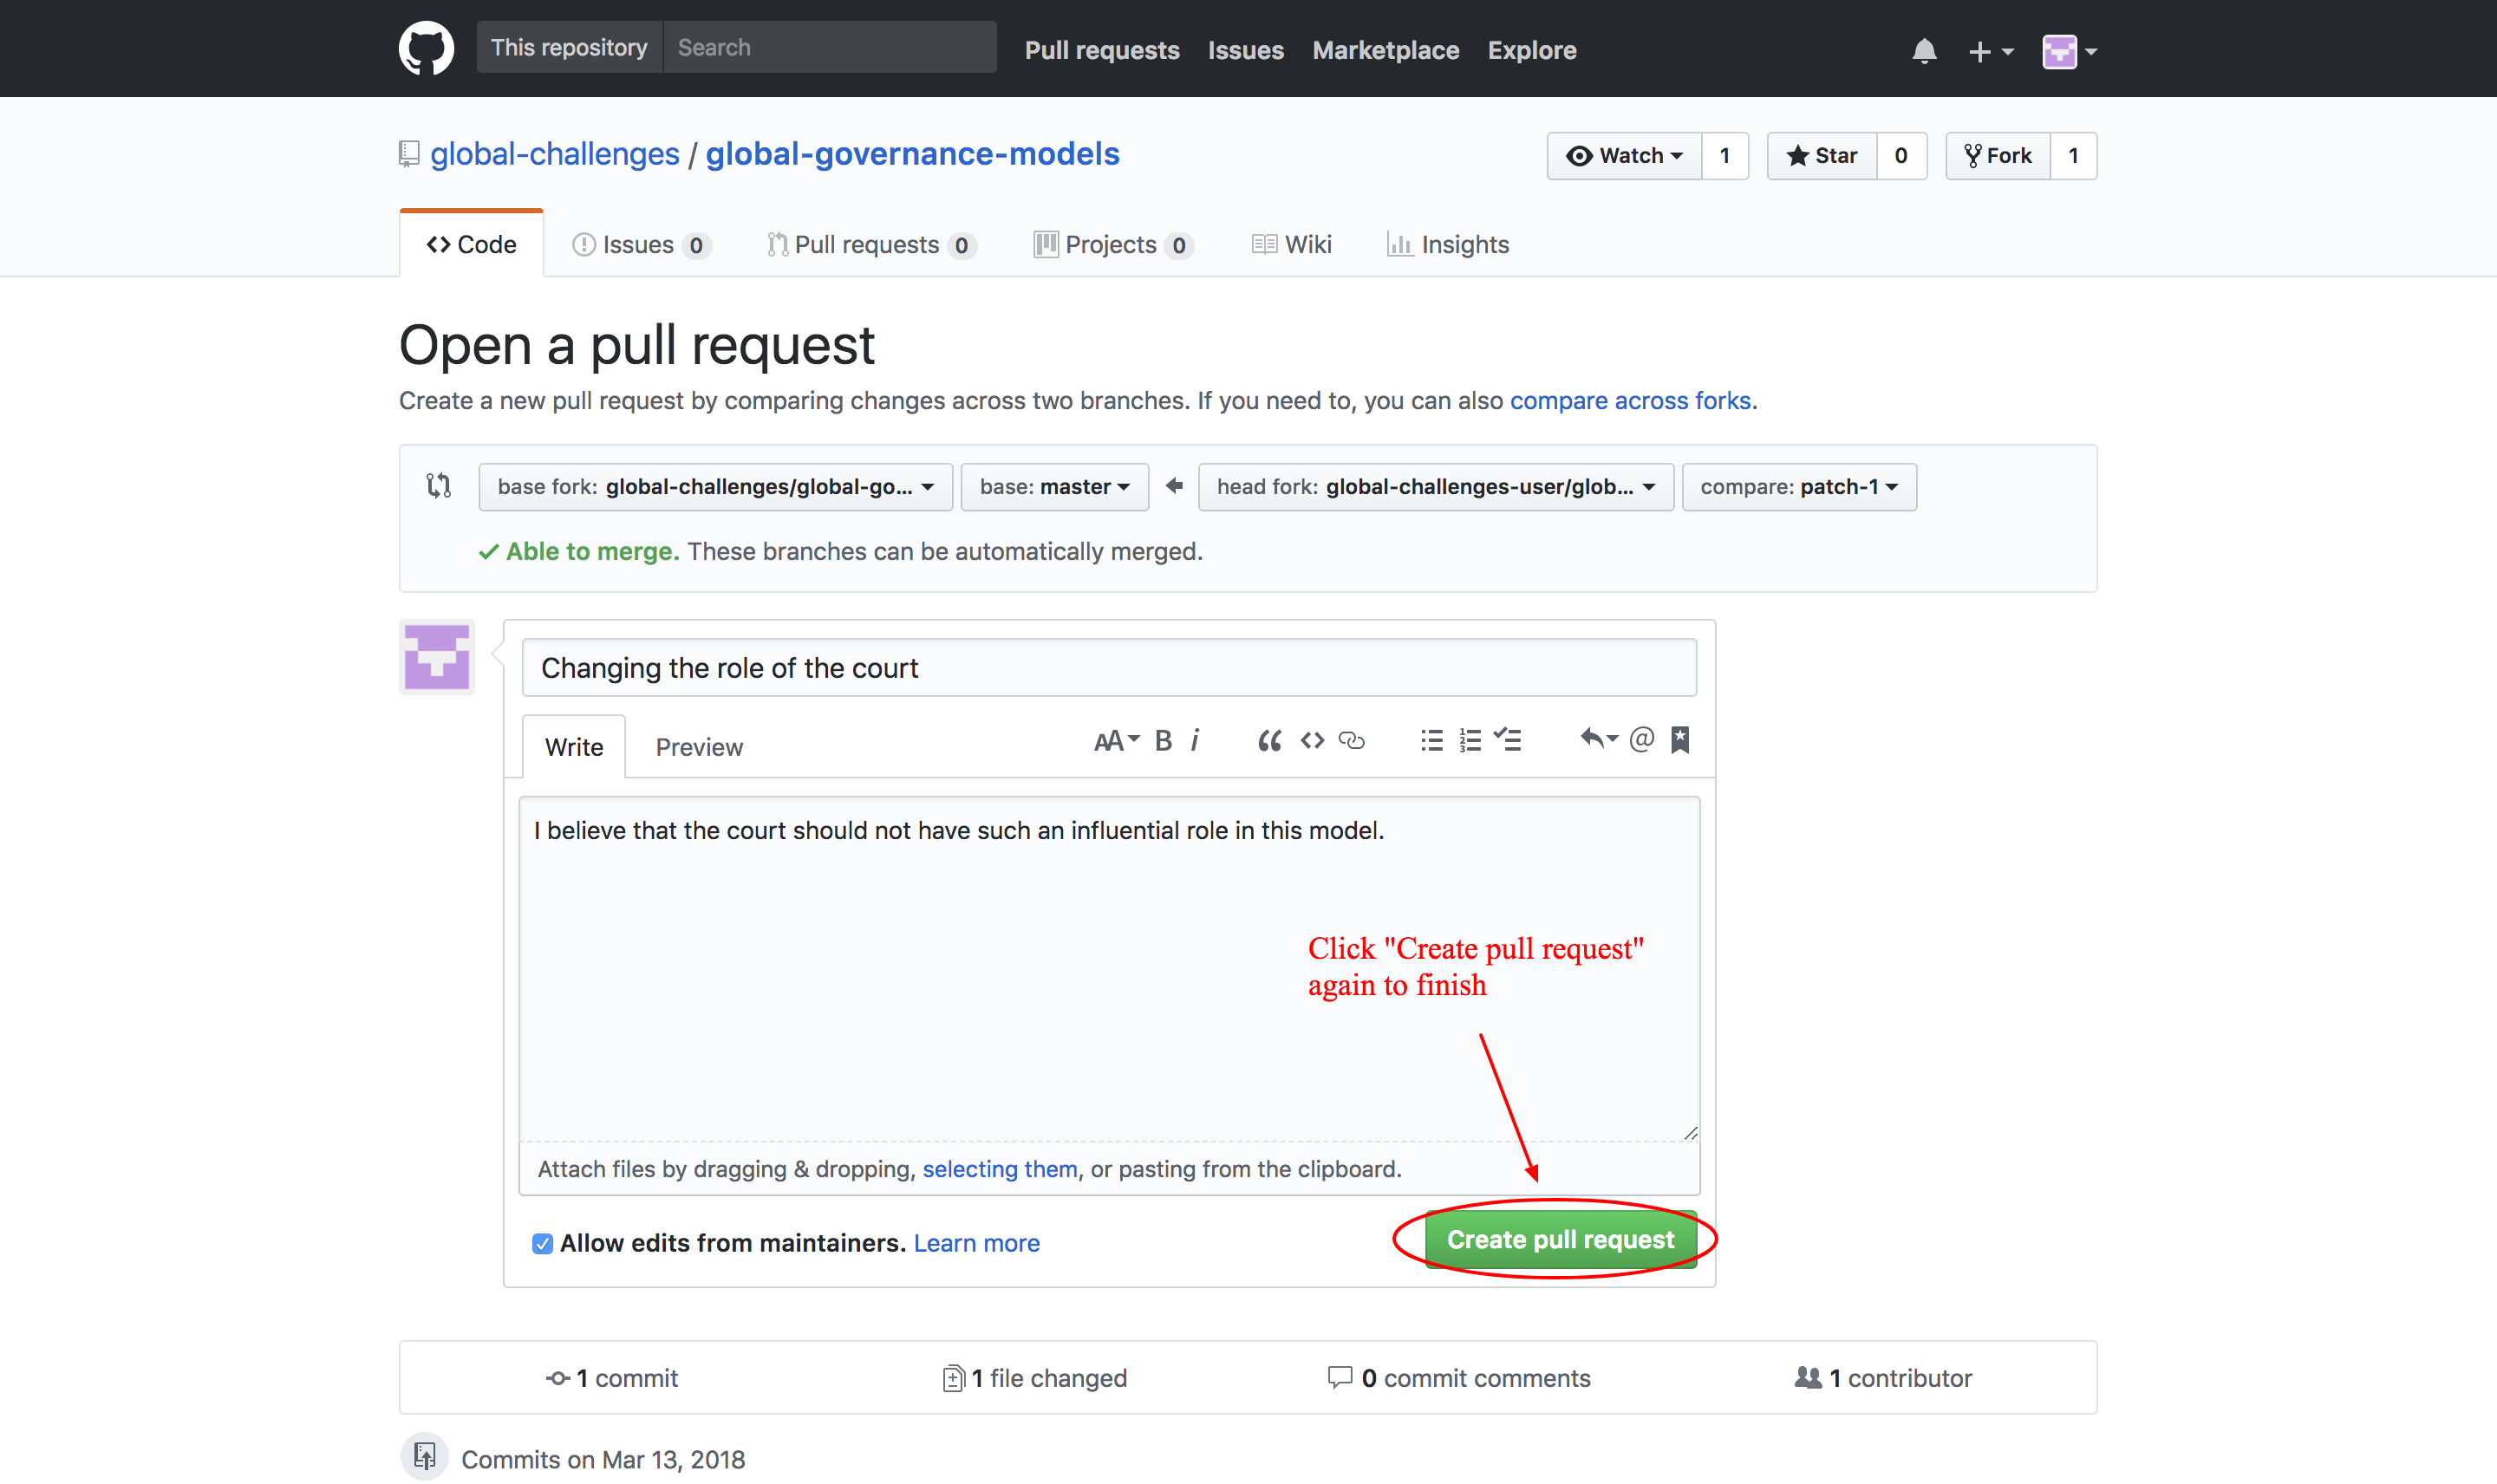 This repository Search Pull requests Issues Marketplace Explore
global-challenges / global-governance-models Watch 1 Star 0 Fork 1
Code Issues 0 Pull requests 0 Projects 0 Wiki Insights
Open a pull request
Create a new pull request by comparing changes across two branches. If you need to, you can also compare across forks.
base fork: global-challenges/global-go... base: master head fork: global-challenges-user/glob... compare: patch-1
Able to merge. These branches can be automatically merged.
Changing the role of the court
Write Preview AA B i
I believe that the court should not have such an influential role in this model.
Click "Create pull request"
again to finish
Attach files by dragging & dropping, selecting them, or pasting from the clipboard.
Allow edits from maintainers. Learn more Create pull request
1 commit 1 file changed 0 commit comments 1 contributor
Commits on Mar 13, 2018